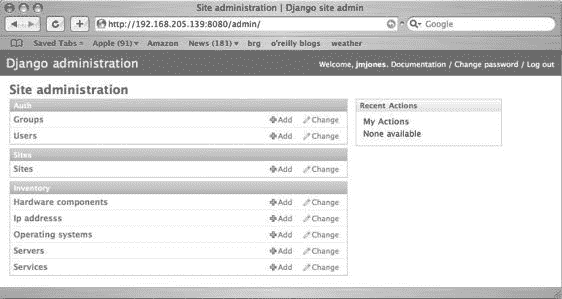 Site administration | Django site admin
http://192.168.205.139:8080/admin/
Google
Saved Tabs Apple (91) Amazon News (181) brg o'reilly books weather
Django administration
Welcome, jmjones. Documentation / Change password / Log out
Site administration
Auth
Groups Add Change
Users Add Change
Sites
Sites Add Change
Inventory
Hardware components Add Change
Ip addresss Add Change
Operating systems Add Change
Servers Add Change
Services Add Change
Recent Actions
My Actions
None available